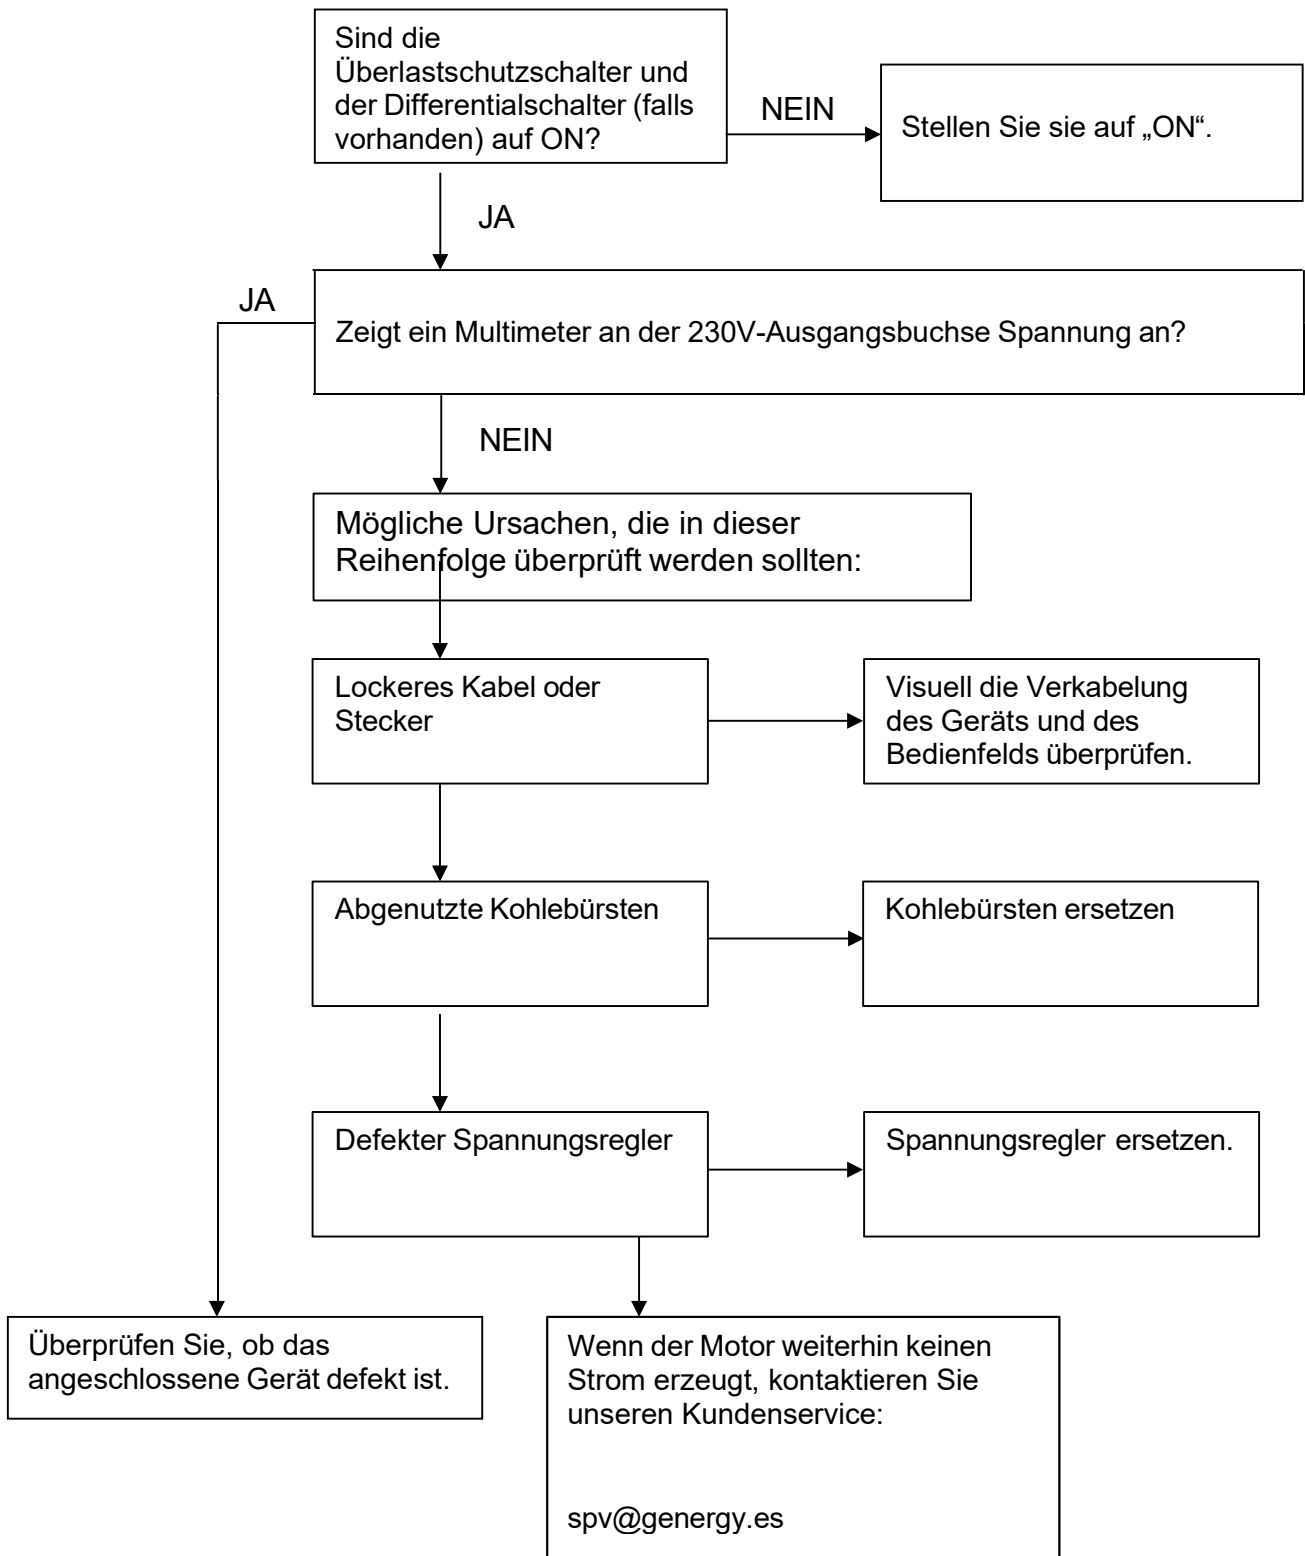 Sind die
Überlastschutzschalter und
der Differentialschalter (falls
vorhanden) auf ON?
NEIN
Stellen Sie sie auf „ON“.
JA
JA
Zeigt ein Multimeter an der 230V-Ausgangsbuchse Spannung an?
NEIN
Mögliche Ursachen, die in dieser
Reihenfolge überprüft werden sollten:
Lockeres Kabel oder
Stecker
Visuell die Verkabelung
des Geräts und des
Bedienfelds überprüfen.
Abgenutzte Kohlebürsten
Kohlebürsten ersetzen
Defekter Spannungsregler
Spannungsregler ersetzen.
Überprüfen Sie, ob das
angeschlossene Gerät defekt ist.
Wenn der Motor weiterhin keinen
Strom erzeugt, kontaktieren Sie
unseren Kundenservice:
spv@genergy.es